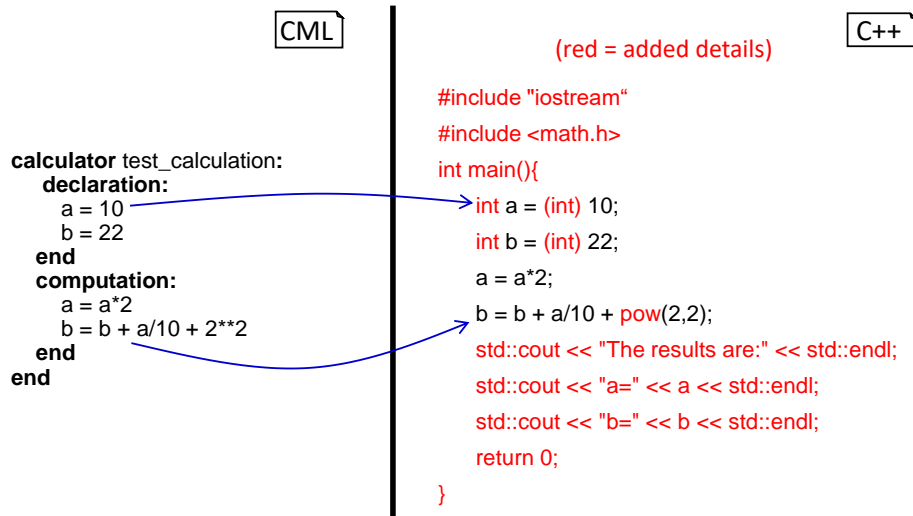 CML
calculator test_calculation:
declaration:
a = 10
b = 22
end
computation:
a = a*2
b = b + a/10 + 2**2
end
end
C++
(red = added details)
#include "iostream“
#include <math.h>
int main(){
int a = (int) 10;
int b = (int) 22;
a = a*2;
b = b + a/10 + pow(2,2);
std::cout << "The results are:" << std::endl;
std::cout << "a=" << a << std::endl;
std::cout << "b=" << b << std::endl;
return 0;
}